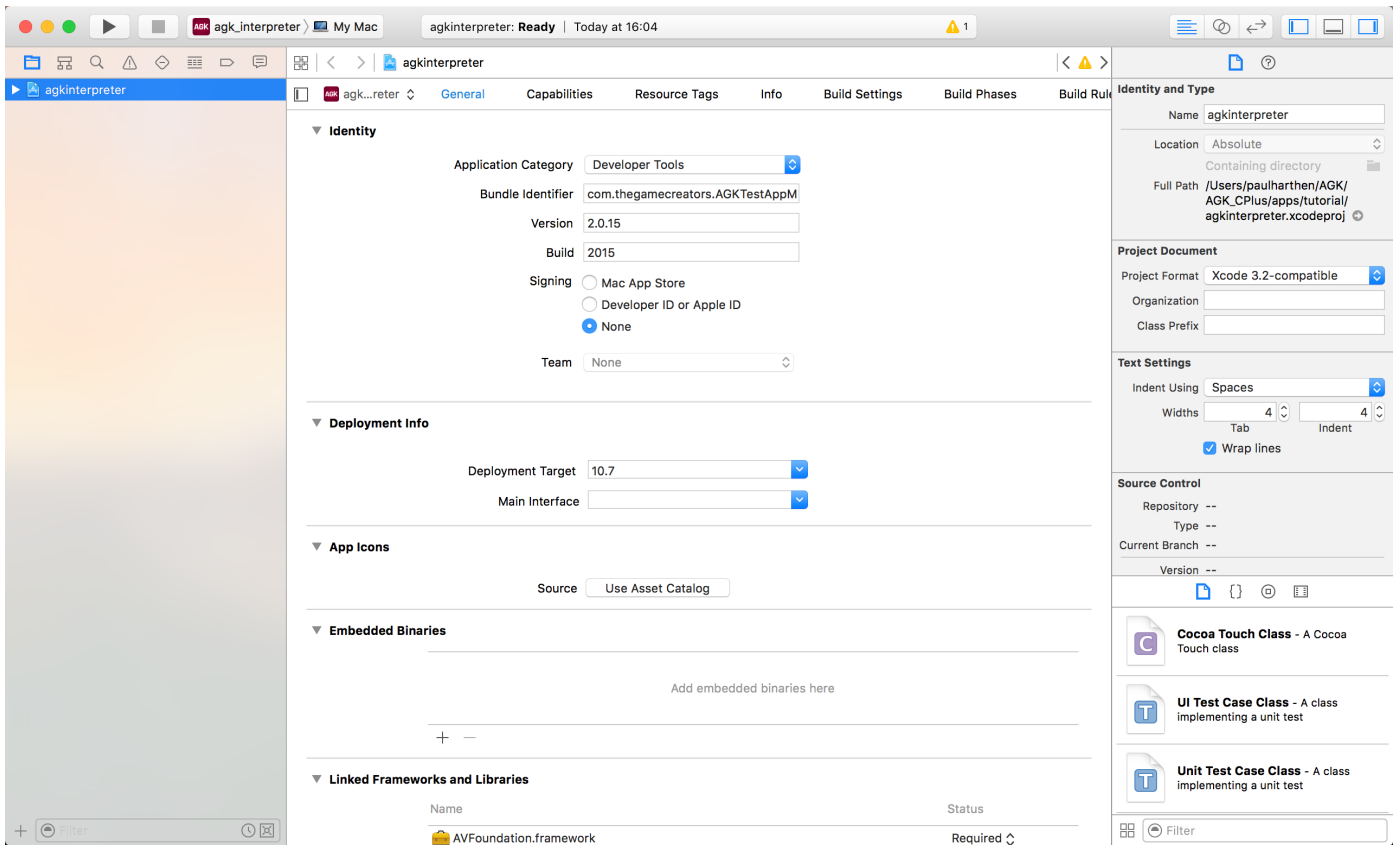 AGK agk_interpreter My Mac
agkinterpreter: Ready | Today at 16:04
1
agkinterpreter
Filter
agkinterpreter
AGK agk...reter
General
Capabilities
Resource Tags
Info
Build Settings
Build Phases
Build Rule
Identity
Application Category Developer Tools
Bundle Identifier com.thegamecreators.AGKTestAppM
Version 2.0.15
Build 2015
Signing Mac App Store
Developer ID or Apple ID
None
Team None
Deployment Info
Deployment Target 10.7
Main Interface
App Icons
Source Use Asset Catalog
Embedded Binaries
Add embedded binaries here
Linked Frameworks and Libraries
Name Status
AVFoundation.framework Required
Identity and Type
Name agkinterpreter
Location Absolute
Containing directory
Full Path /Users/paulharthen/AGK/
AGK_CPlus/apps/tutorial/
agkinterpreter.xcodeproj
Project Document
Project Format Xcode 3.2-compatible
Organization
Class Prefix
Text Settings
Indent Using Spaces
Widths 4 4
Tab Indent
Wrap lines
Source Control
Repository --
Type --
Current Branch --
Version --
{}
C
Cocoa Touch Class - A Cocoa
Touch class
T
UI Test Case Class - A class
implementing a unit test
T
Unit Test Case Class - A class
implementing a unit test
Filter